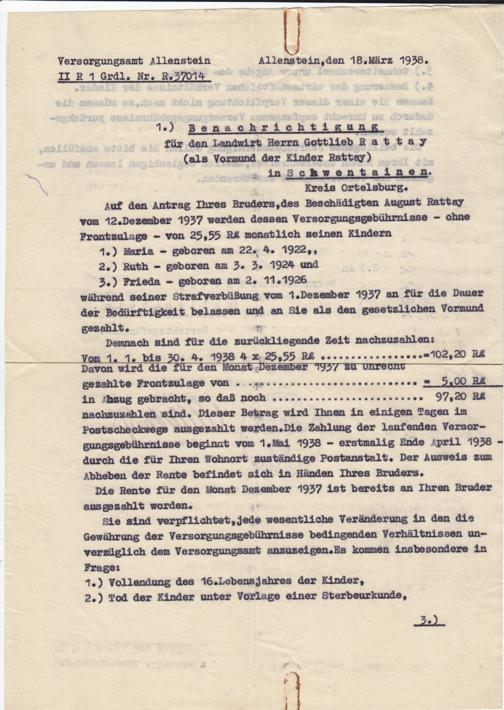 Versorgungsamt Allenstein Allenstein,den 18.März 1938.
II R 1 Grdl. Nr. R.37014
1.) Benachrichtigung
für den Landwirt Herrn Gottlieb Rattay
(als Vormund der Kinder Rattay)
in Schwentainen.
Kreis Ortelsburg.
Auf den Antrag Ihres Bruders,des Beschädigten August Rattay
vom 12.Dezember 1937 werden dessen Versorgungsgebührnisse - ohne
Frontzulage - von 25,55 RM monatlich seinen Kindern
1.) Maria - geboren am 22. 4. 1922,,
2.) Ruth - geboren am 3. 3. 1924 und
3.) Frieda - geboren am 2. 11. 1926
während seiner Strafverbüßung vom 1.Dezember 1937 an für die Dauer
der Bedürftigkeit belassen und an Sie als den gesetzlichen Vormund
gezahlt.
Demnach sind für die zurückliegende Zeit nachzuzahlen:
Vom 1. 1. bis 30. 4. 1938 4 x 25,55 RM ..............=102,20 RM
Davon wird die für den Monat Dezember 1937 zu Unrecht
gezahlte Frontzulage von ............................ = 5,00 RM
in Abzug gebracht, so daß noch ...................... 97,20 RM
nachzuzahlen sind. Dieser Betrag wird Ihnen in einigen Tagen im
Postscheckwege ausgezahlt werden.Die Zahlung der laufenden Versor-
gungsgebührnisse beginnt vom 1.Mai 1938 - erstmalig Ende April 1938 -
durch die für Ihren Wohnort zuständige Postanstalt. Der Ausweis zum
Abheben der Rente befindet sich in Händen Ihres Bruders.
Die Rente für den Monat Dezember 1937 ist bereits an Ihren Bruder
ausgezahlt worden.
Sie sind verpflichtet,jede wesentliche Veränderung in den die
Gewährung der Versorgungsgebührnisse bedingenden Verhältnissen un-
verzüglich dem Versorgungsamt anzuzeigen.Es kommen insbesondere in
Frage:
1.) Vollendung des 16.Lebensjahres der Kinder,
2.) Tod der Kinder unter Vorlage einer Sterbeurkunde,
3.)